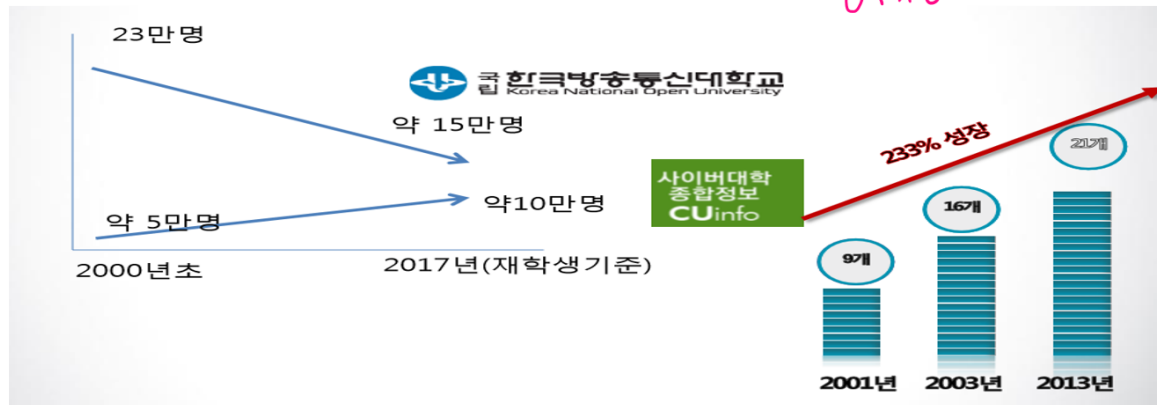 23만명
국립 한국방송통신대학교
Korea National Open University
약 15만명
233% 성장
21개
사이버대학
종합정보
CUinfo
약10만명
16개
약 5만명
9개
2000년초
2017년(재학생기준)
2001년
2003년
2013년